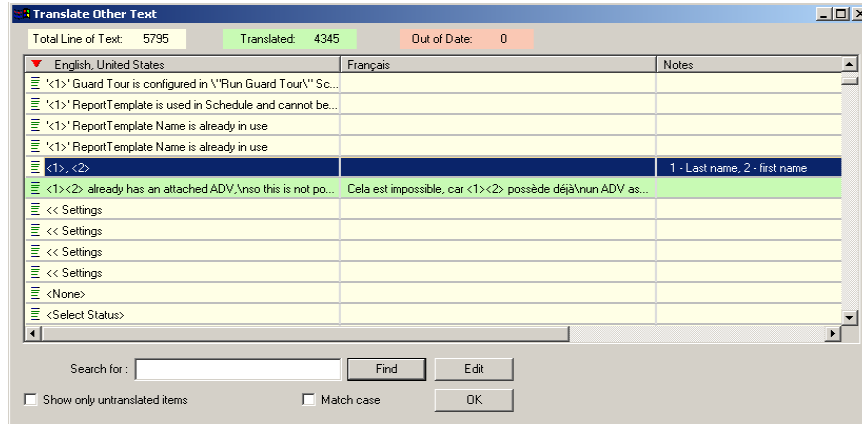 Translate Other Text
Total Line of Text: 5795 Translated: 4345 Out of Date: 0
English, United States Français Notes
'<1>' Guard Tour is configured in \"Run Guard Tour\" Sc...
'<1>' ReportTemplate is used in Schedule and cannot be...
'<1>' ReportTemplate Name is already in use
'<1>' ReportTemplate Name is already in use
<1>, <2> 1 - Last name, 2 - first name
<1><2> already has an attached ADV,\nso this is not po... Cela est impossible, car <1><2> possède déjà\nun ADV as...
<< Settings
<< Settings
<< Settings
<< Settings
<None>
<Select Status>
Search for : Find Edit
Show only untranslated items Match case OK